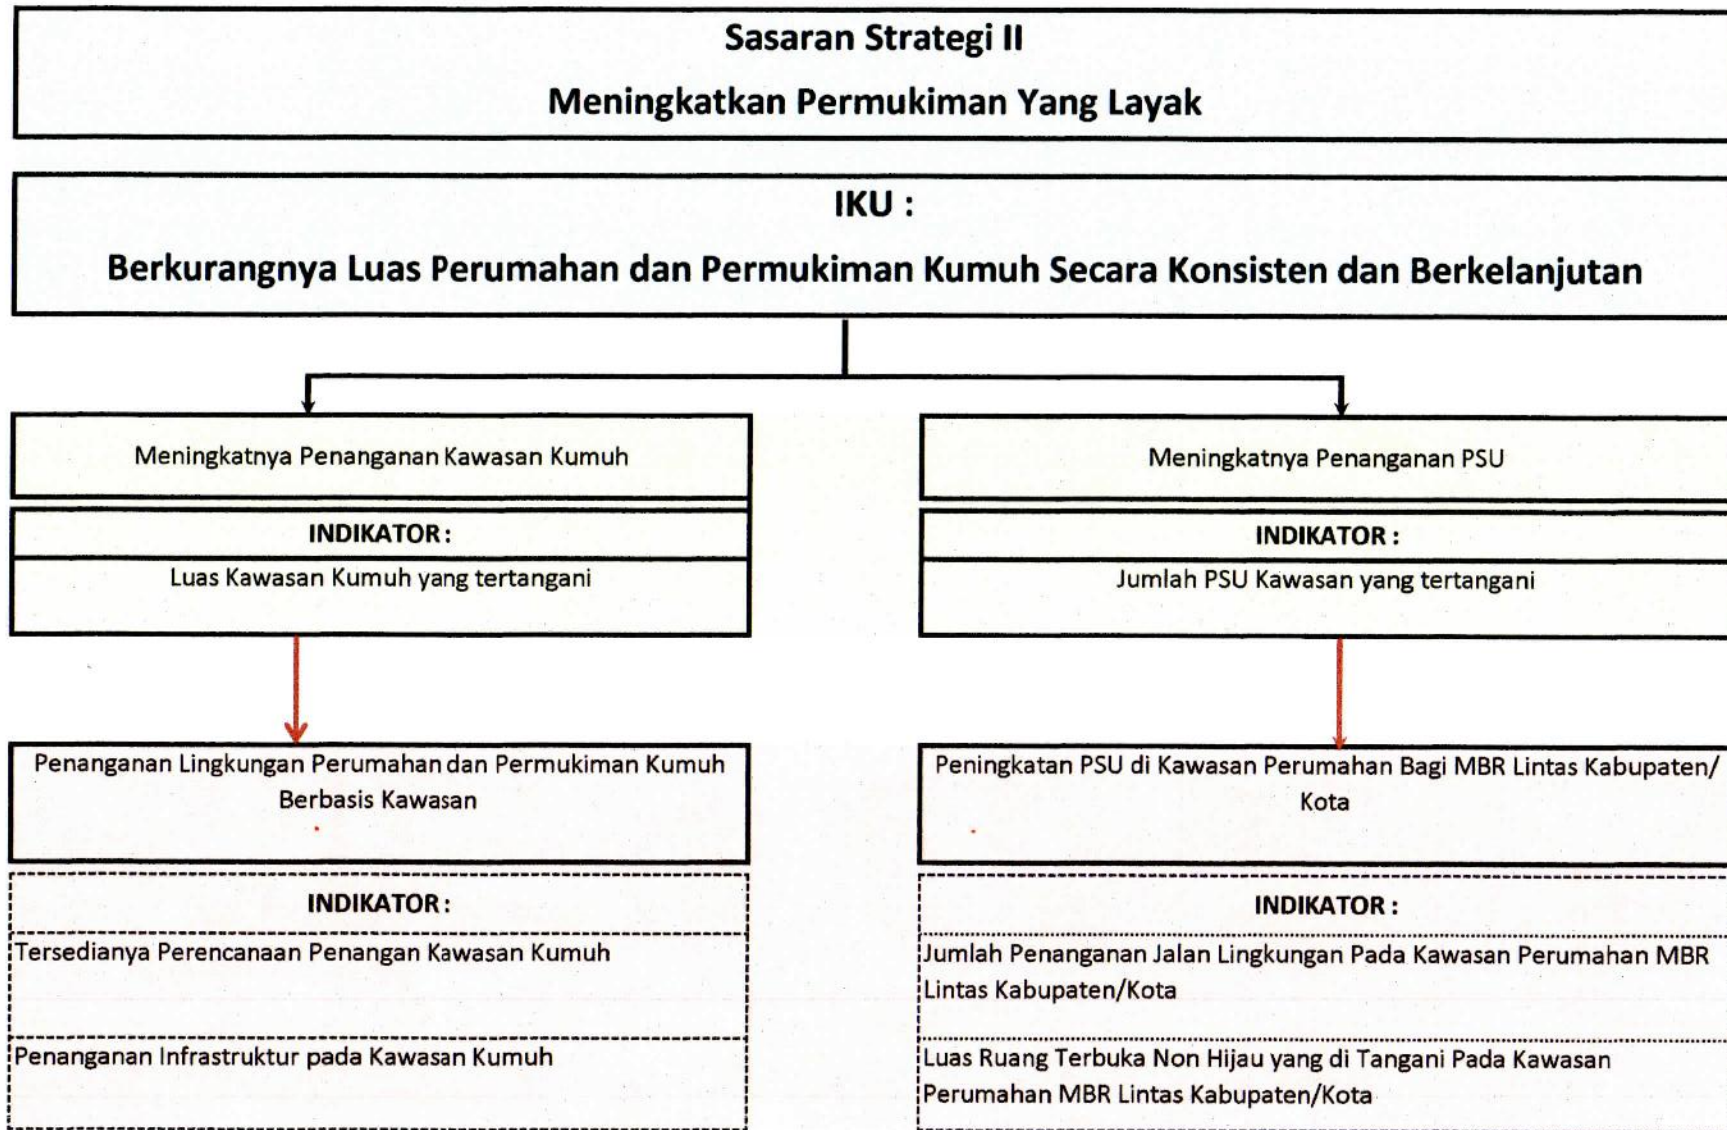 Sasaran Strategi II
Meningkatkan Permukiman Yang Layak
IKU :
Berkurangnya Luas Perumahan dan Permukiman Kumuh Secara Konsisten dan Berkelanjutan
Meningkatnya Penanganan Kawasan Kumuh
INDIKATOR :
Luas Kawasan Kumuh yang tertangani
Meningkatnya Penanganan PSU
INDIKATOR :
Jumlah PSU Kawasan yang tertangani
Penanganan Lingkungan Perumahan dan Permukiman Kumuh
Berbasis Kawasan
INDIKATOR :
Tersedianya Perencanaan Penangan Kawasan Kumuh
Penanganan Infrastruktur pada Kawasan Kumuh
Peningkatan PSU di Kawasan Perumahan Bagi MBR Lintas Kabupaten/
Kota
INDIKATOR :
Jumlah Penanganan Jalan Lingkungan Pada Kawasan Perumahan MBR
Lintas Kabupaten/Kota
Luas Ruang Terbuka Non Hijau yang di Tangani Pada Kawasan
Perumahan MBR Lintas Kabupaten/Kota